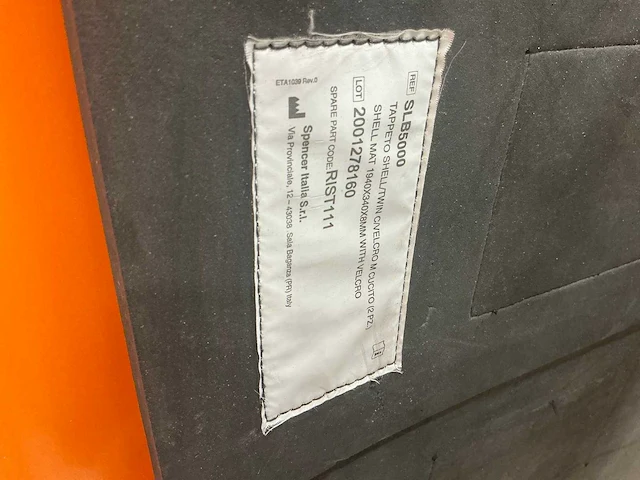 REF SLB5000
TAPPETO SHELL/TWIN C/VELCRO M.CUCITO (2 PZ.)
SHELL MAT 1940X340X8MM WITH VELCRO
LOT 2001278160
SPARE PART CODE: RIST111
Spencer Italia S.r.l.
Via Provinciale, 12 – 43038 Sala Baganza (PR) Italy
ETA1039 Rev.0